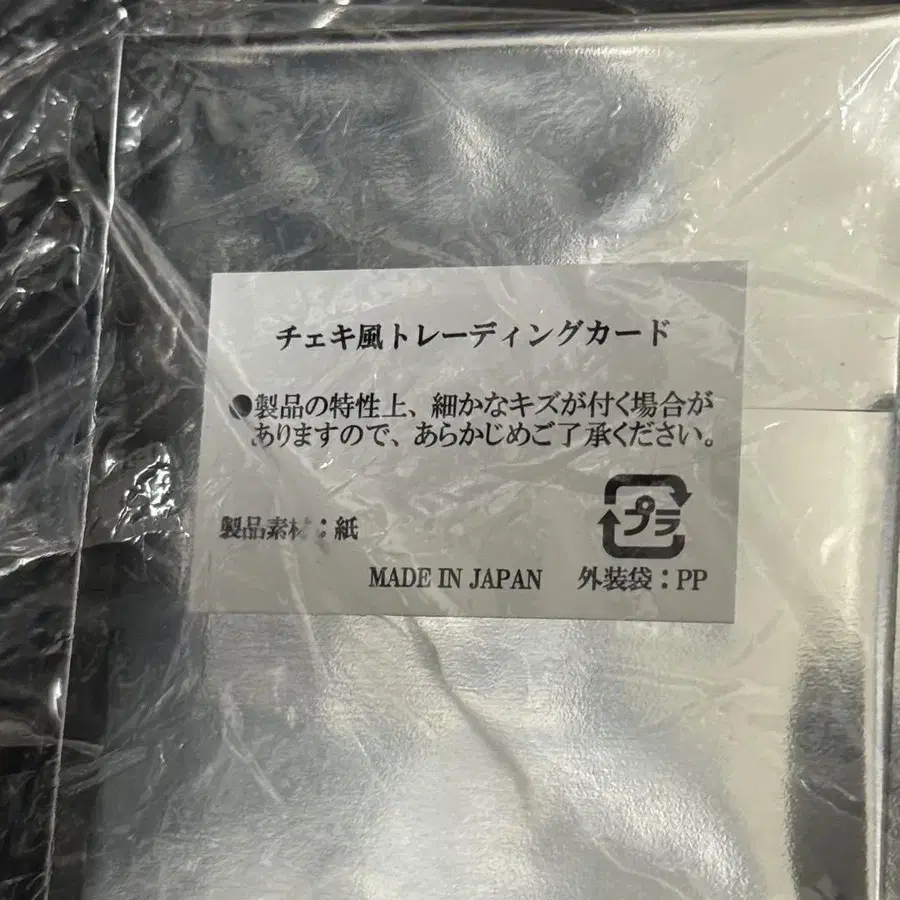 チェキ風トレーディングカード
●製品の特性上、細かなキズが付く場合が
ありますので、あらかじめご了承ください。
製品素材：紙
プラ
MADE IN JAPAN 外装袋：PP